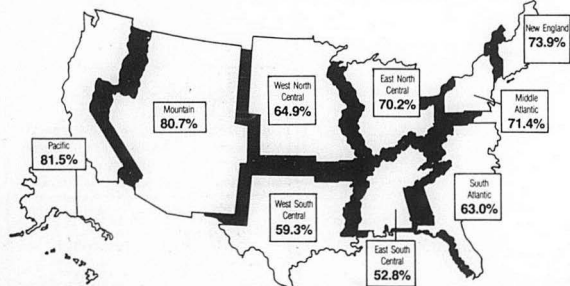 New England
73.9%
West North
Central
64.9%
East North
Central
70.2%
Mountain
80.7%
Middle
Atlantic
71.4%
Pacific
81.5%
South
Atlantic
63.0%
West South
Central
59.3%
East South
Central
52.8%